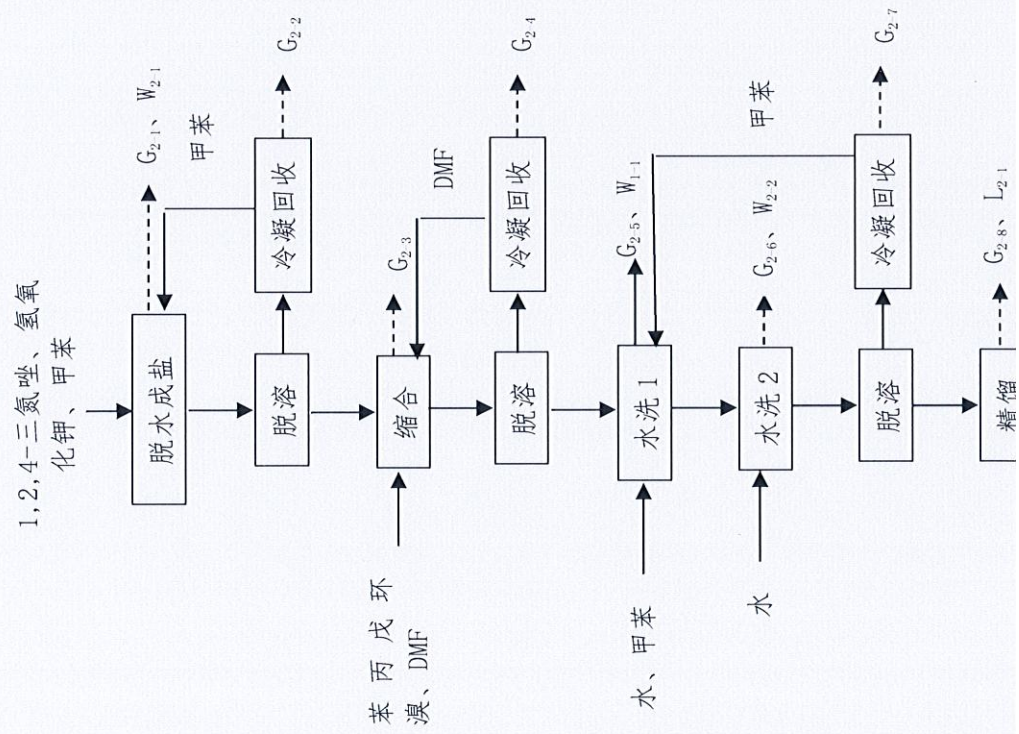 1,2,4-三氮唑、氢氧
化钾、甲苯
脱水成盐
G₂₋₁、W₂₋₁
甲苯
脱溶
冷凝回收
G₂₋₂
苯丙戊环
溴、DMF
缩合
G₂₋₃
DMF
脱溶
冷凝回收
G₂₋₄
水、甲苯
水洗1
G₂₋₅、W₁₋₁
甲苯
水
水洗2
G₂₋₆、W₂₋₂
脱溶
冷凝回收
G₂₋₇
精馏
G₂₋₈、L₂₋₁